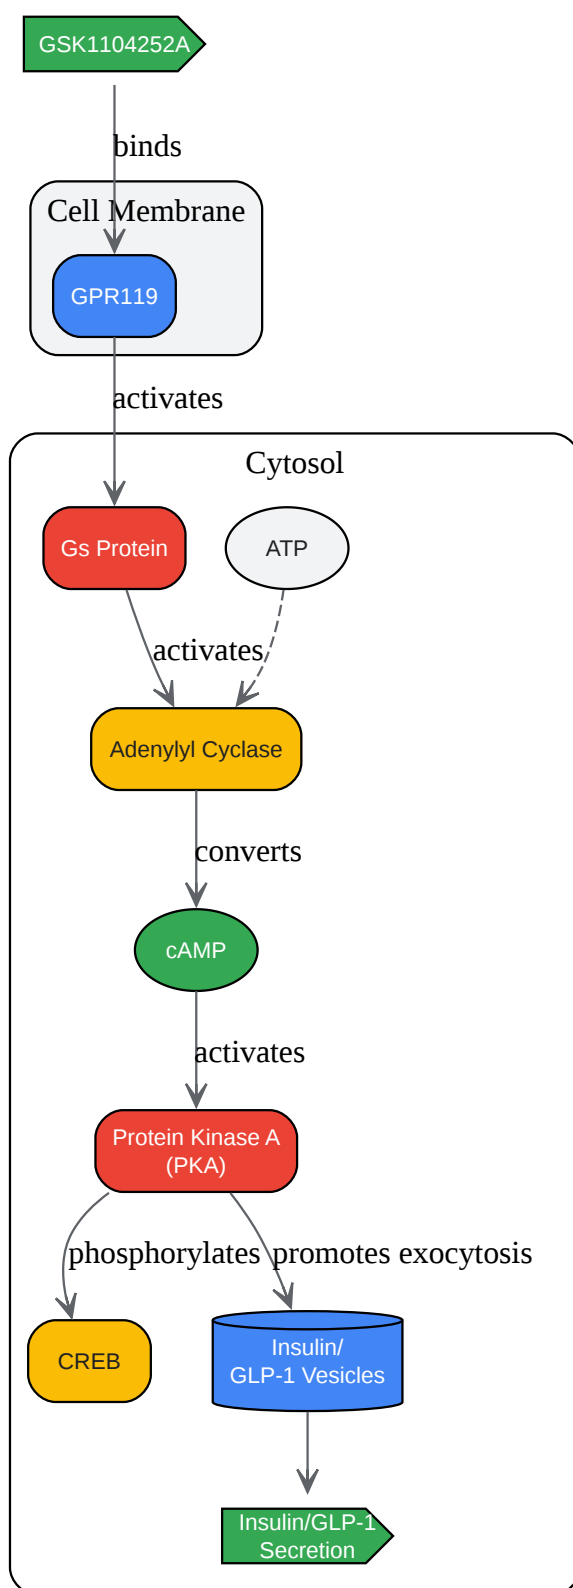 GSK1104252A
binds
Cell Membrane
GPR119
activates
Cytosol
Gs Protein
ATP
activates
Adenylyl Cyclase
converts
cAMP
activates
Protein Kinase A
(PKA)
phosphorylates
promotes exocytosis
CREB
Insulin/
GLP-1 Vesicles
Insulin/GLP-1
Secretion